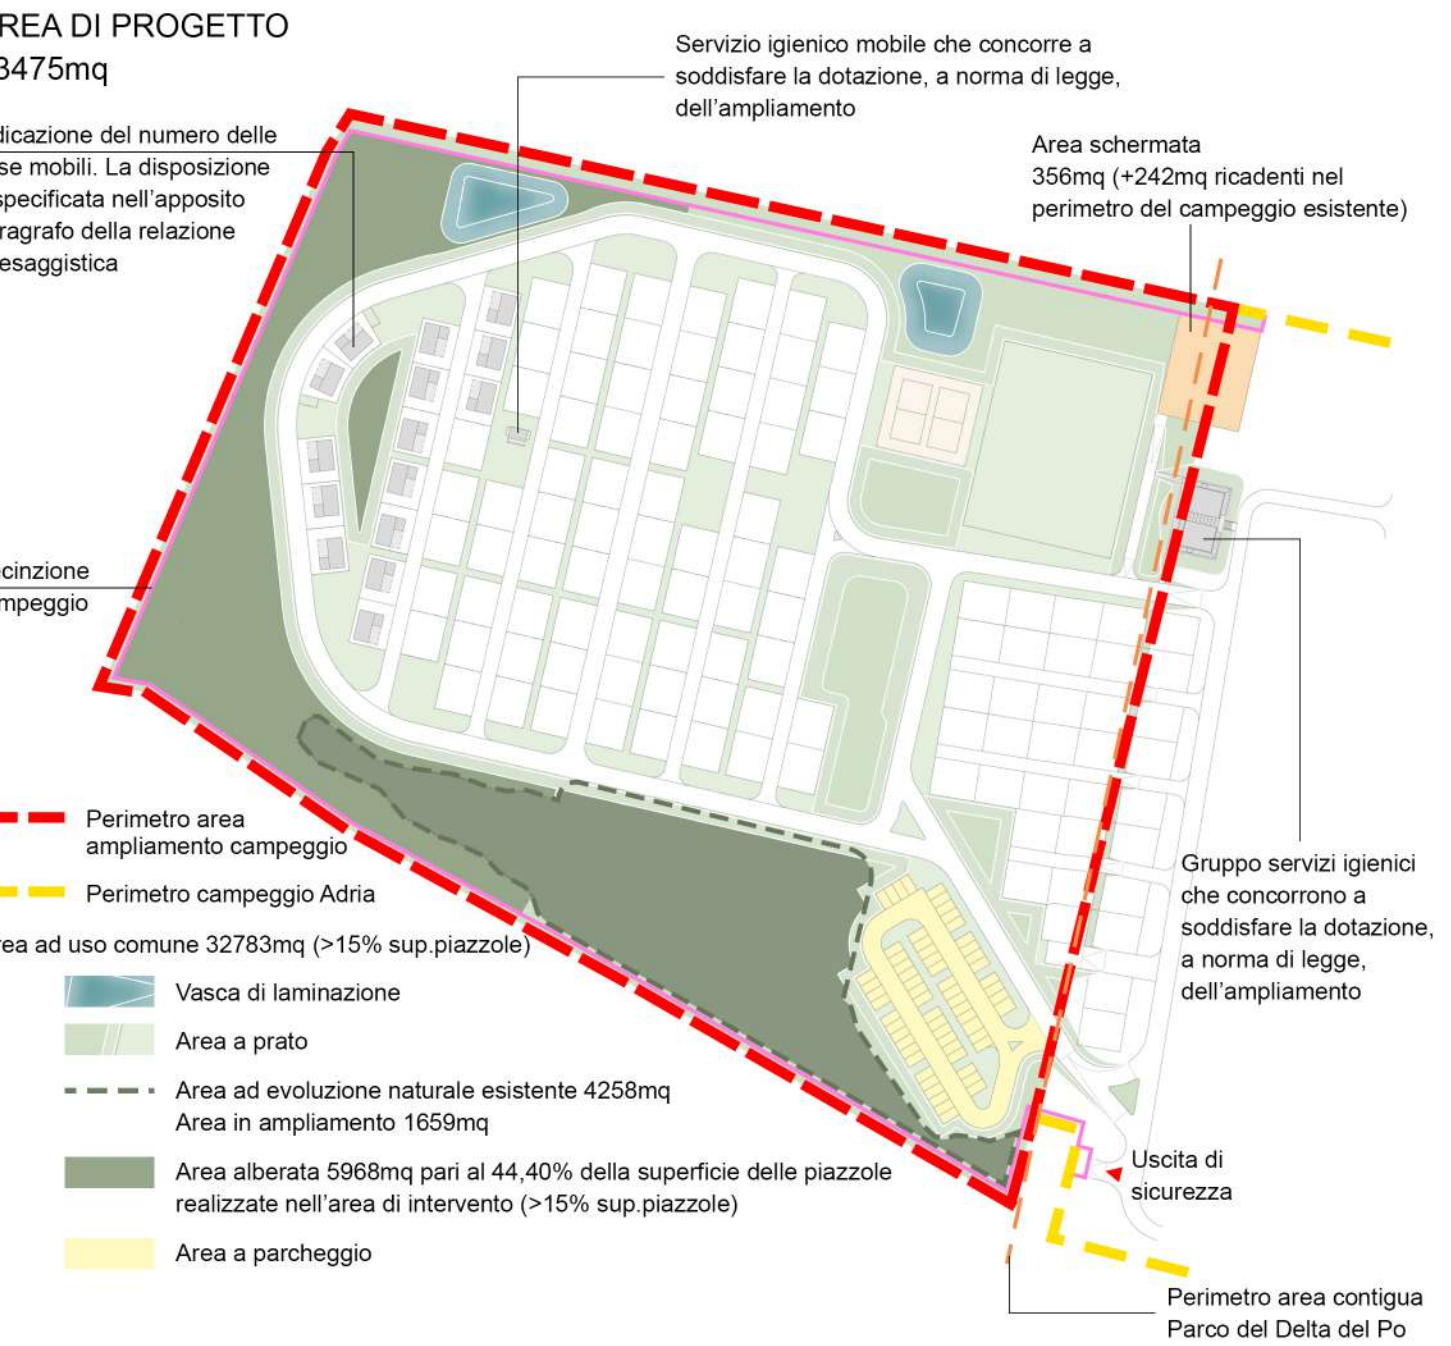 REA DI PROGETTO
3475mq
dicazione del numero delle
se mobili. La disposizione
specificata nell'apposito
ragrafo della relazione
esaggistica
Servizio igienico mobile che concorre a
soddisfare la dotazione, a norma di legge,
dell'ampliamento
Area schermata
356mq (+242mq ricadenti nel
perimetro del campeggio esistente)
ecinzione
mpeggio
Perimetro area
ampliamento campeggio
Perimetro campeggio Adria
rea ad uso comune 32783mq (>15% sup.piazzole)
Vasca di laminazione
Area a prato
Area ad evoluzione naturale esistente 4258mq
Area in ampliamento 1659mq
Area alberata 5968mq pari al 44,40% della superficie delle piazzole
realizzate nell'area di intervento (>15% sup.piazzole)
Area a parcheggio
Gruppo servizi igienici
che concorrono a
soddisfare la dotazione,
a norma di legge,
dell'ampliamento
Uscita di
sicurezza
Perimetro area contigua
Parco del Delta del Po